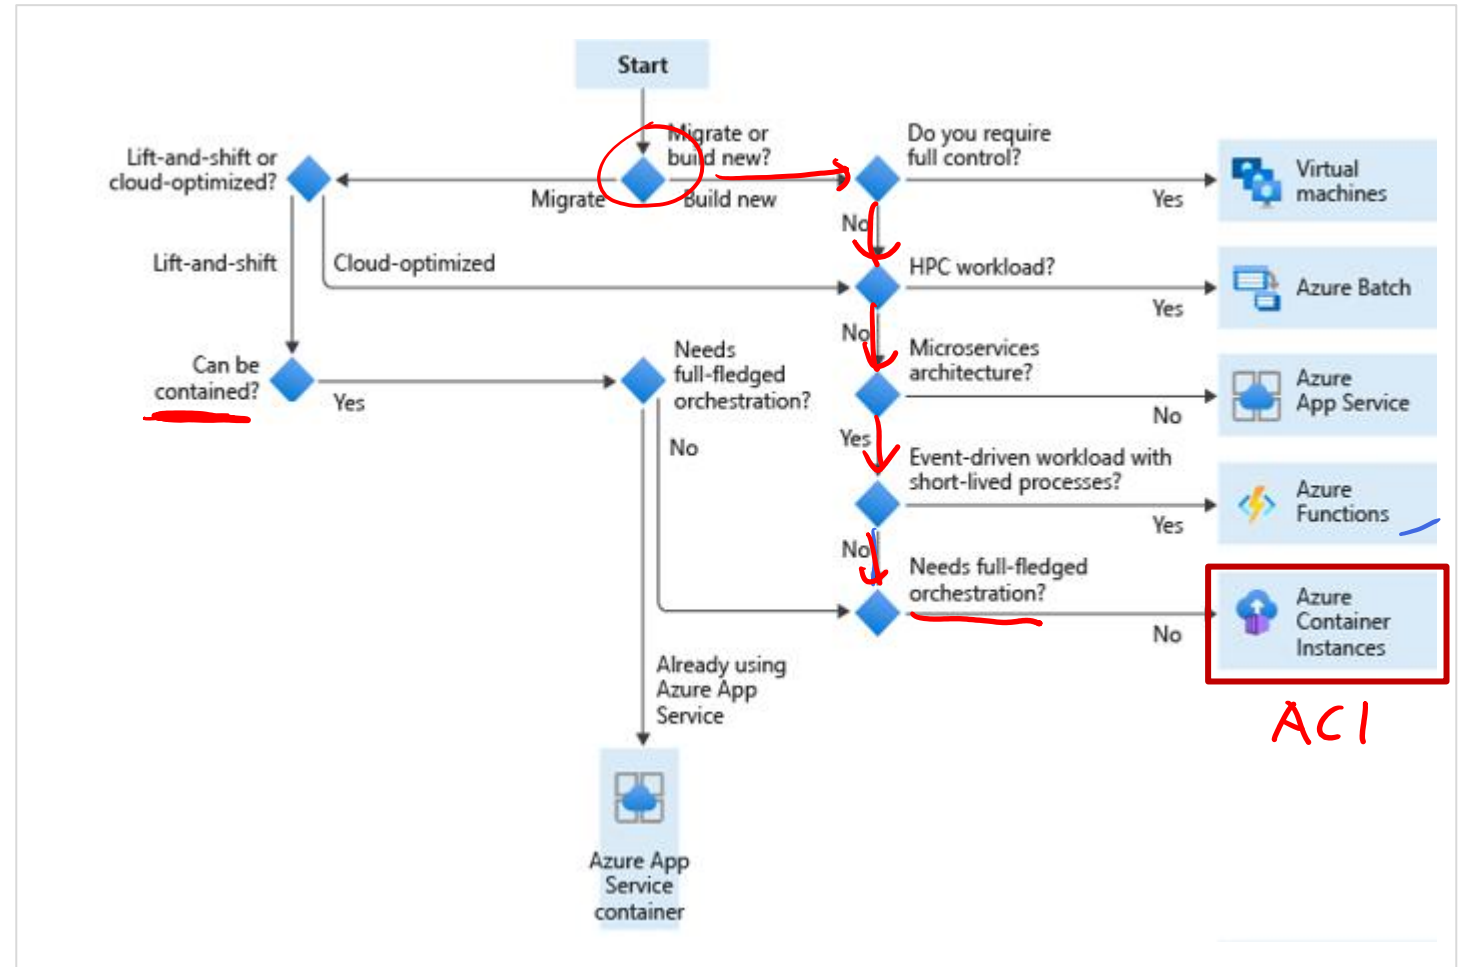 Start
Migrate or
build new?
Migrate
Build new
Lift-and-shift or
cloud-optimized?
Do you require
full control?
Yes
Virtual
machines
No
Lift-and-shift
Cloud-optimized
HPC workload?
Yes
Azure Batch
No
Can be
contained?
Yes
Needs
full-fledged
orchestration?
No
Microservices
architecture?
No
Azure
App Service
Yes
Event-driven workload with
short-lived processes?
Yes
Azure
Functions
No
Needs full-fledged
orchestration?
No
Azure
Container
Instances
ACI
Already using
Azure App
Service
Azure App
Service
container